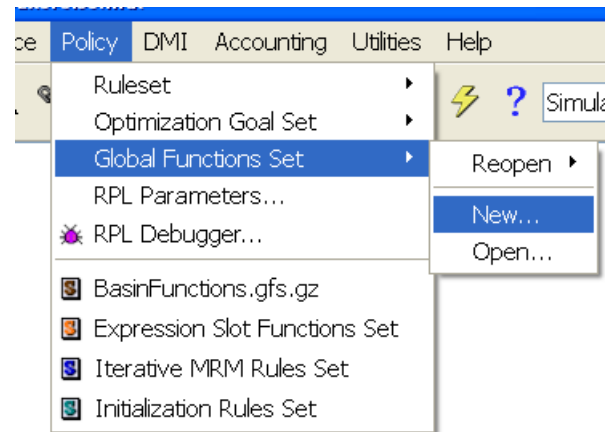 ce Policy DMI Accounting Utilities Help
Ruleset
? Simula
Optimization Goal Set
Global Functions Set
Reopen
RPL Parameters...
New...
RPL Debugger...
Open...
BasinFunctions.gfs.gz
Expression Slot Functions Set
Iterative MRM Rules Set
Initialization Rules Set